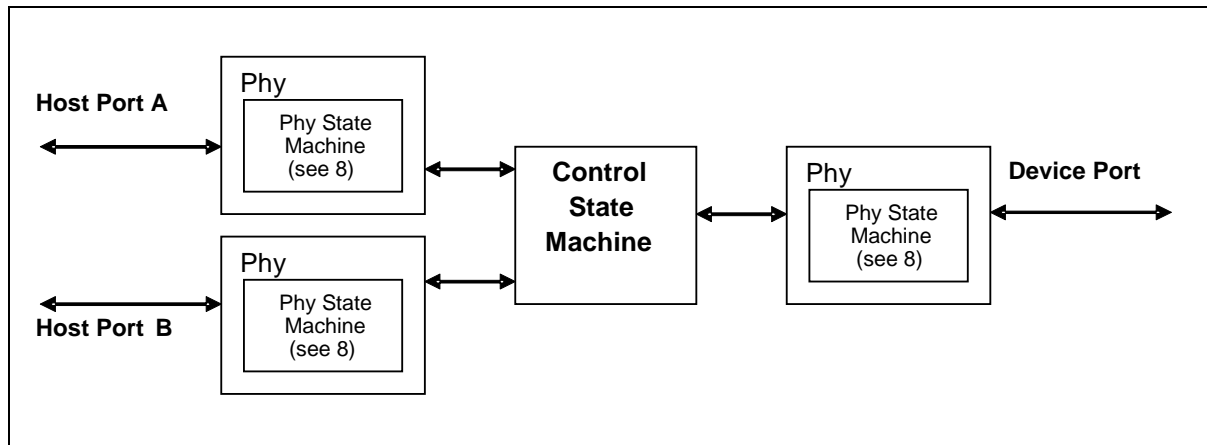 Host Port A
Phy
Phy State
Machine
(see 8)
Host Port B
Phy
Phy State
Machine
(see 8)
Control
State
Machine
Phy
Phy State
Machine
(see 8)
Device Port